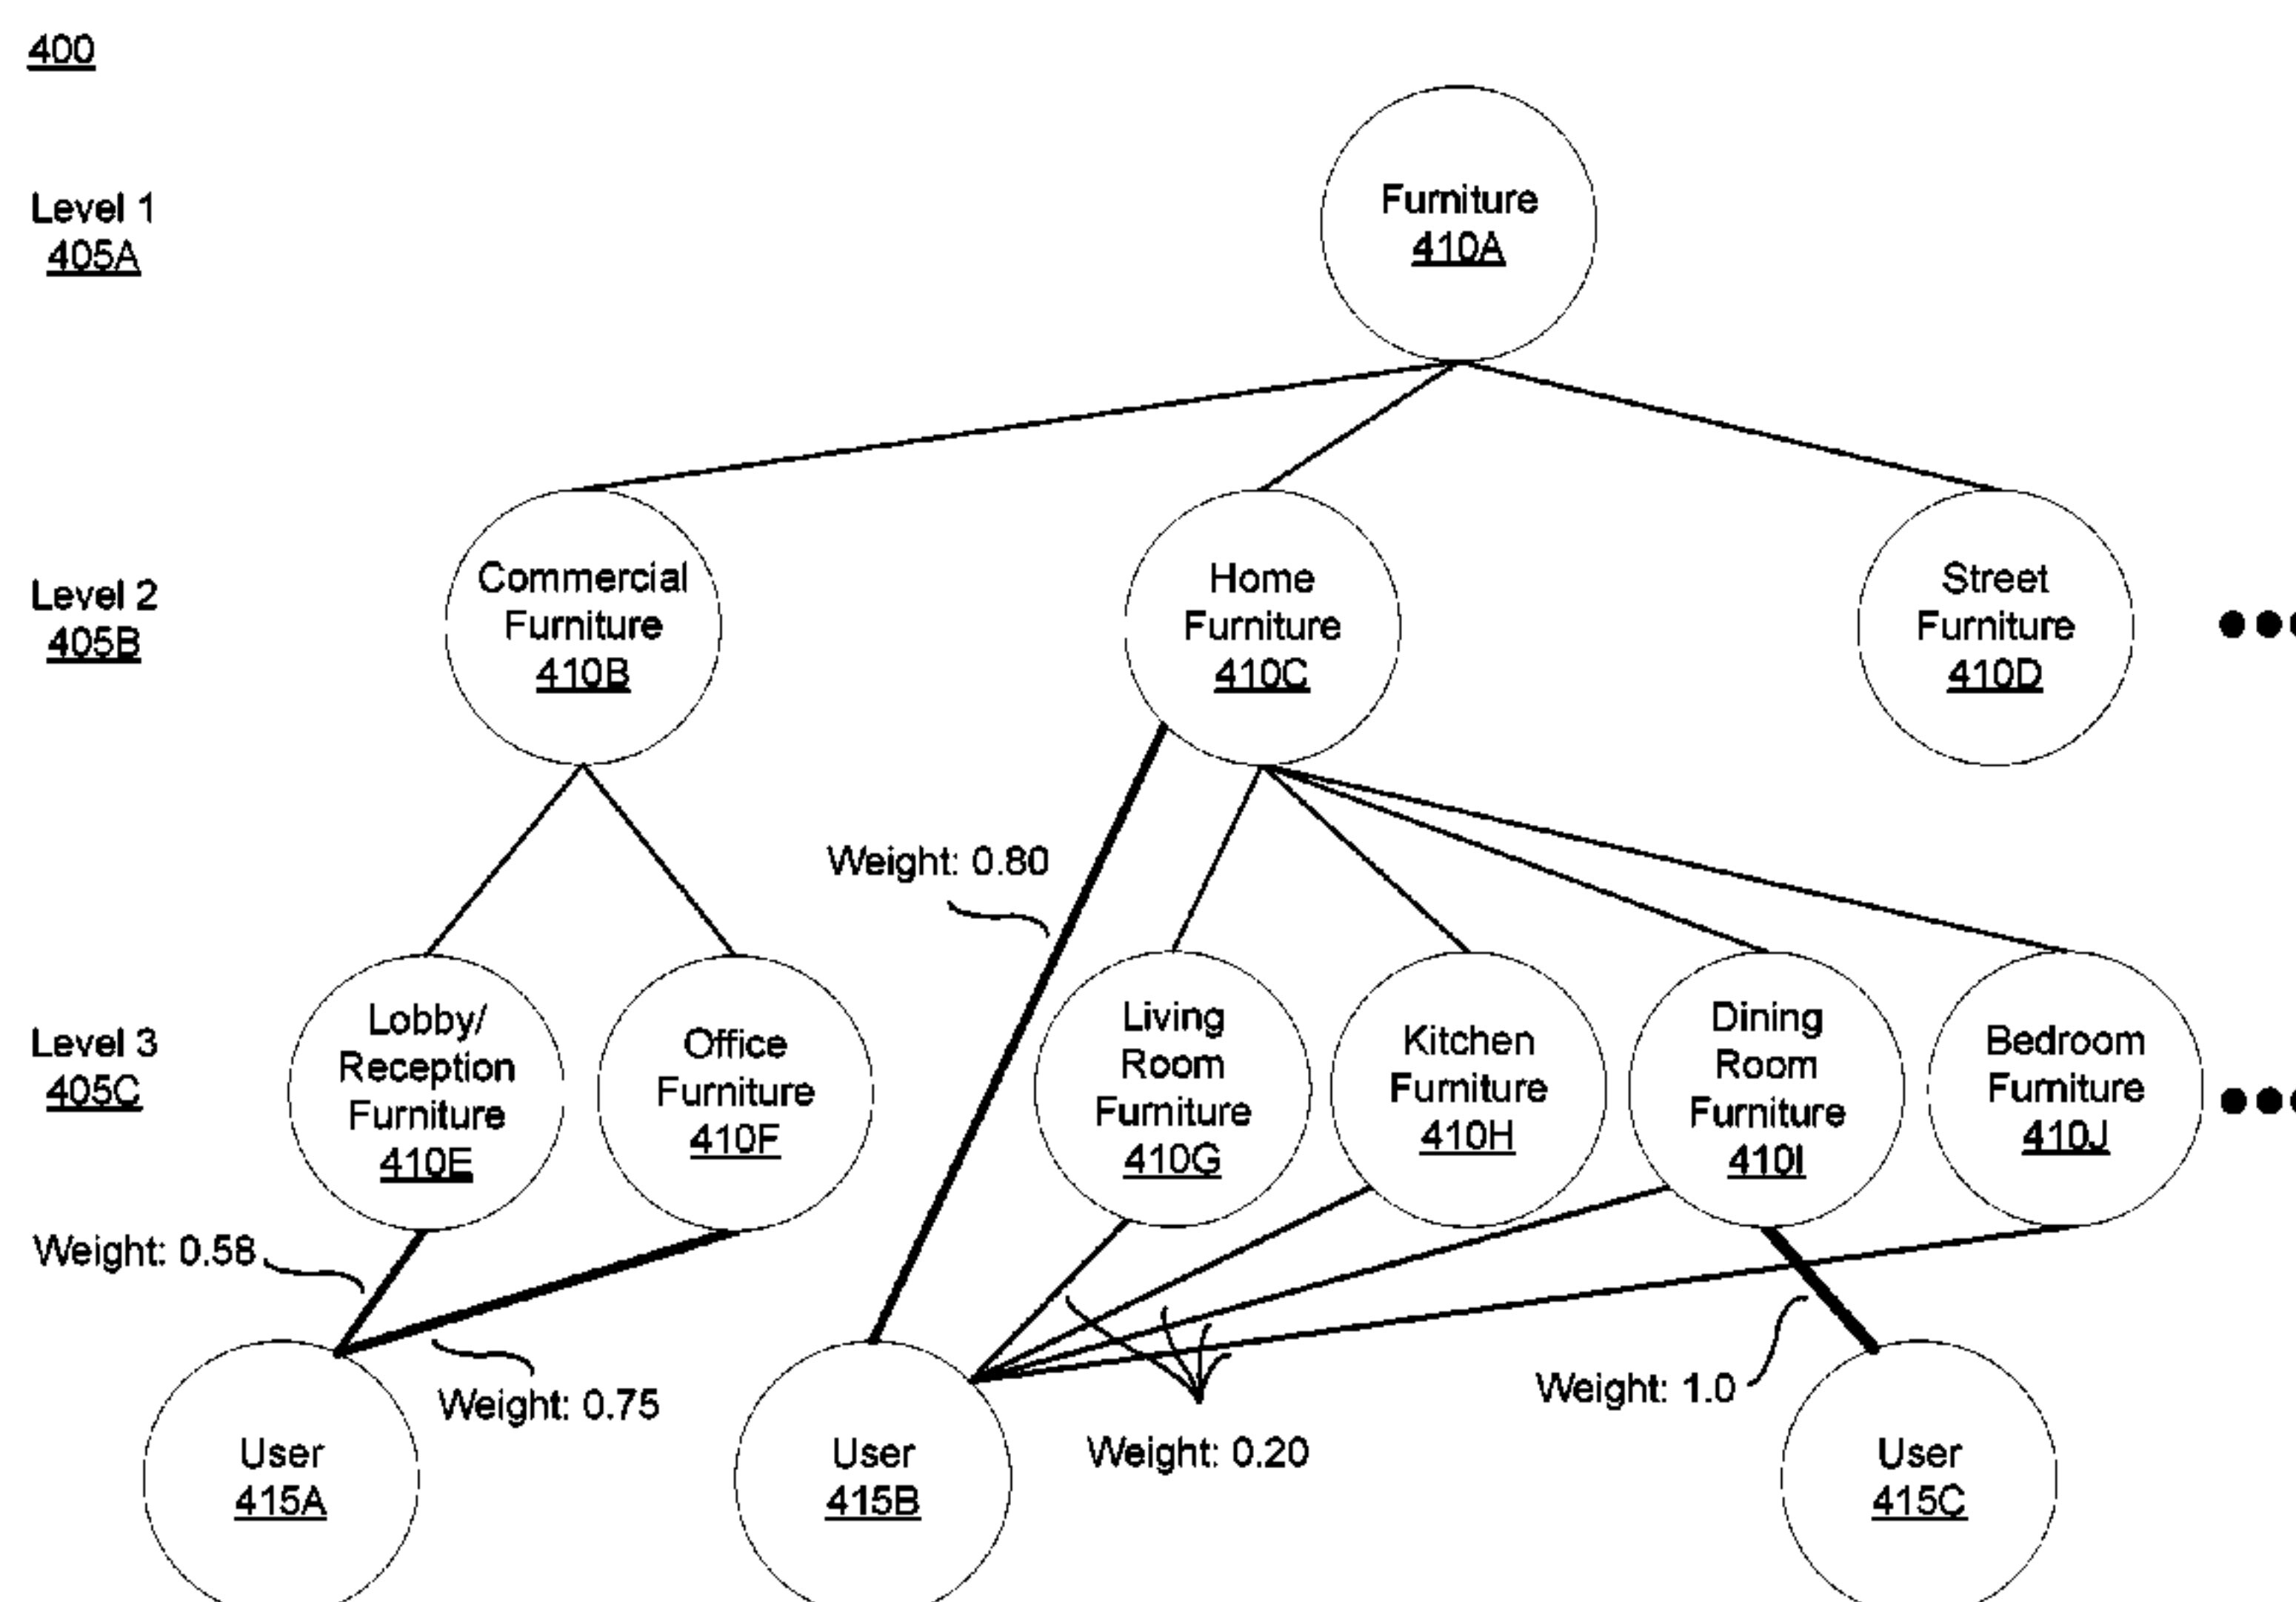 400
Level 1
405A
Furniture
410A
Level 2
405B
Commercial
Furniture
410B
Home
Furniture
410C
Street
Furniture
410D
Weight: 0.80
Level 3
405C
Lobby/
Reception
Furniture
410E
Office
Furniture
410F
Living
Room
Furniture
410G
Kitchen
Furniture
410H
Dining
Room
Furniture
410I
Bedroom
Furniture
410J
Weight: 0.58
Weight: 0.75
Weight: 0.20
Weight: 1.0
User
415A
User
415B
User
415C